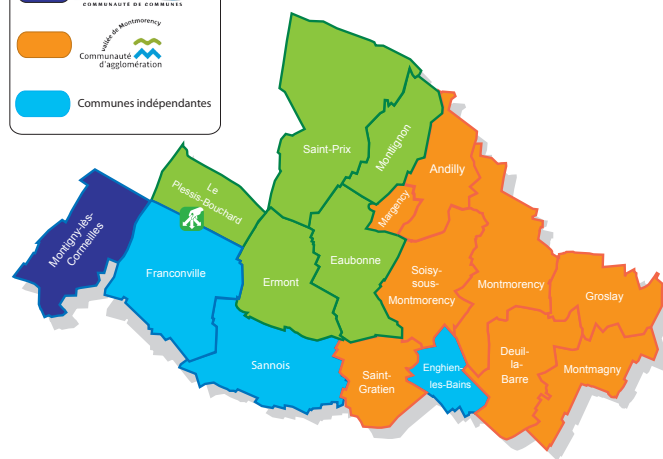 COMMUNAUTÉ DE COMMUNES
vallée de Montmorency
Communauté
d'agglomération
Communes indépendantes
Saint-Prix
Montlignon
Andilly
Margency
Le
Plessis-Bouchard
Montigny-lès-
Cormeilles
Franconville
Ermont
Eaubonne
Soisy-
sous-
Montmorency
Montmorency
Groslay
Sannois
Saint-
Gratien
Enghien-
les-Bains
Deuil-
la-
Barre
Montmagny